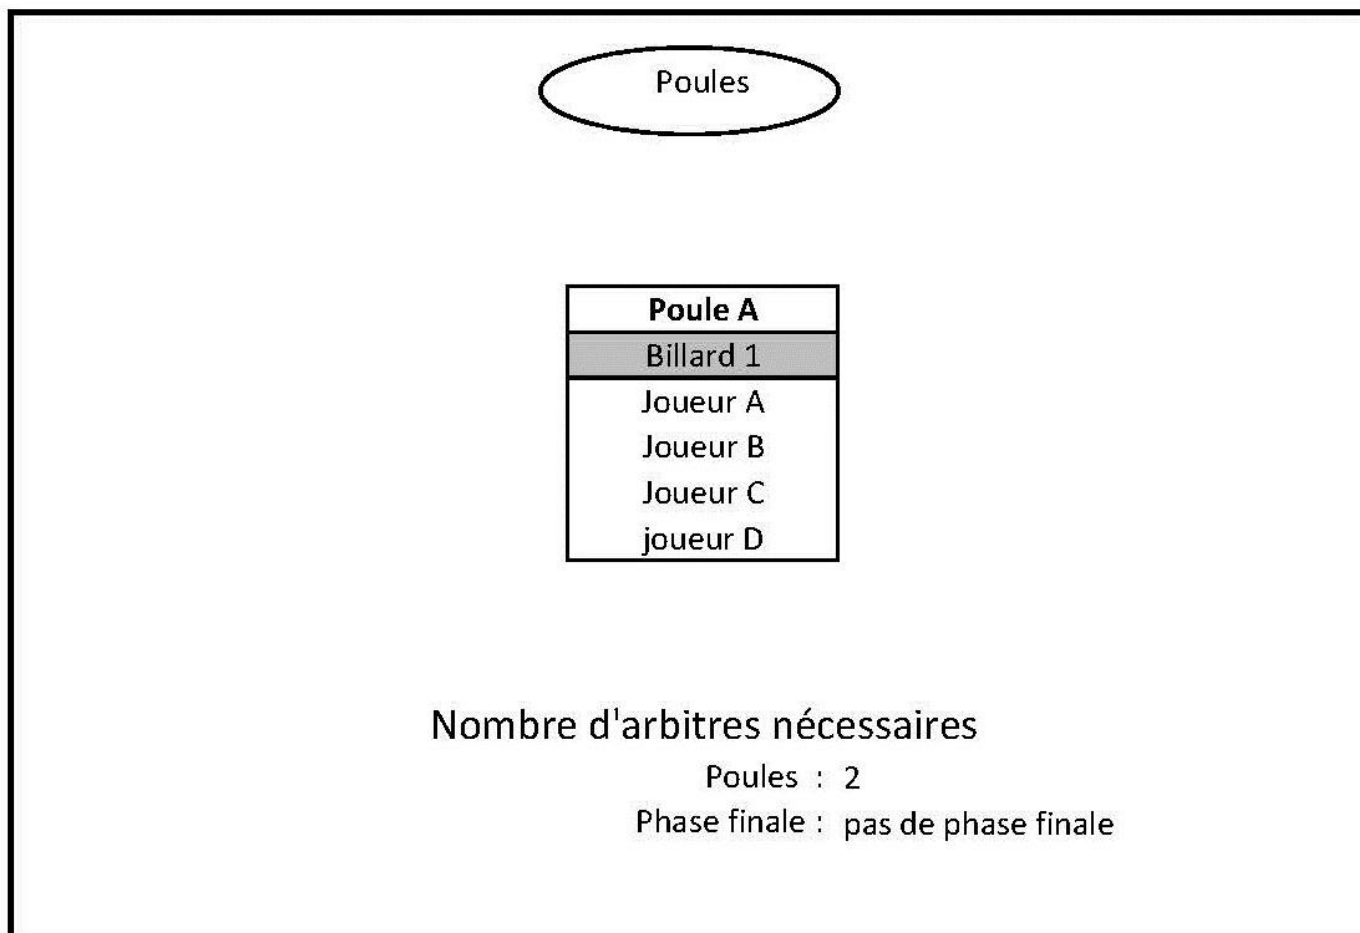 Poules
Poule A
Billard 1
Joueur A
Joueur B
Joueur C
joueur D
Nombre d'arbitres nécessaires
Poules : 2
Phase finale : pas de phase finale